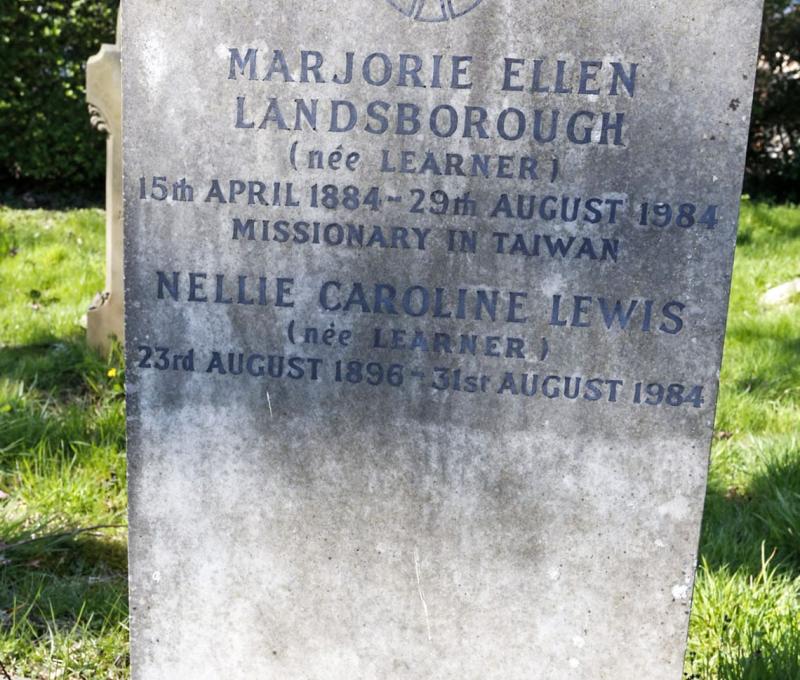 MARJORIE ELLEN
LANDSBOROUGH
(née LEARNER)
15th APRIL 1884-29th AUGUST 1984
MISSIONARY IN TAIWAN
NELLIE CAROLINE LEWIS
(née LEARNER)
23rd AUGUST 1896-31st AUGUST 1984